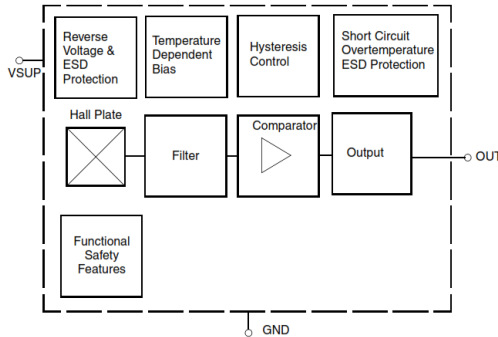 Reverse
Voltage &
ESD
Protection
Temperature
Dependent
Bias
Hysteresis
Control
Short Circuit
Overtemperature
ESD Protection
VSUP
Hall Plate
Filter
Comparator
Output
OUT
Functional
Safety
Features
GND